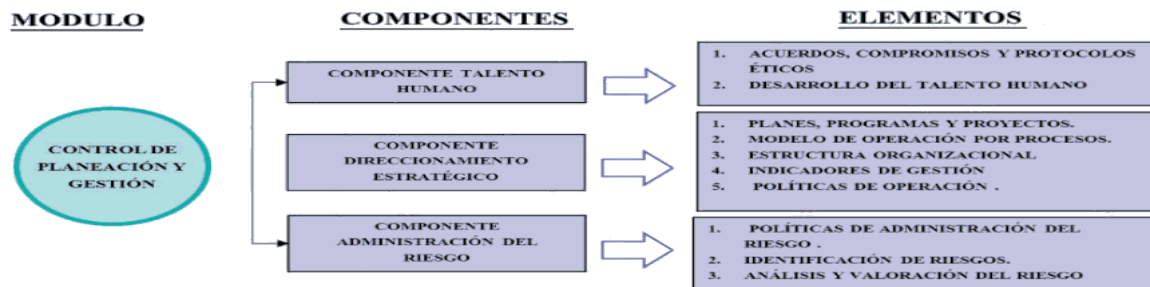 MODULO
COMPONENTES
ELEMENTOS
CONTROL DE
PLANEACIÓN Y
GESTIÓN
COMPONENTE TALENTO
HUMANO
1. ACUERDOS, COMPROMISOS Y PROTOCOLOS
ÉTICOS
2. DESARROLLO DEL TALENTO HUMANO
COMPONENTE
DIRECCIONAMIENTO
ESTRATÉGICO
1. PLANES, PROGRAMAS Y PROYECTOS.
2. MODELO DE OPERACIÓN POR PROCESOS.
3. ESTRUCTURA ORGANIZACIONAL
4. INDICADORES DE GESTIÓN
5. POLÍTICAS DE OPERACIÓN .
COMPONENTE
ADMINISTRACIÓN DEL
RIESGO
1. POLÍTICAS DE ADMINISTRACIÓN DEL
RIESGO .
2. IDENTIFICACIÓN DE RIESGOS.
3. ANÁLISIS Y VALORACIÓN DEL RIESGO